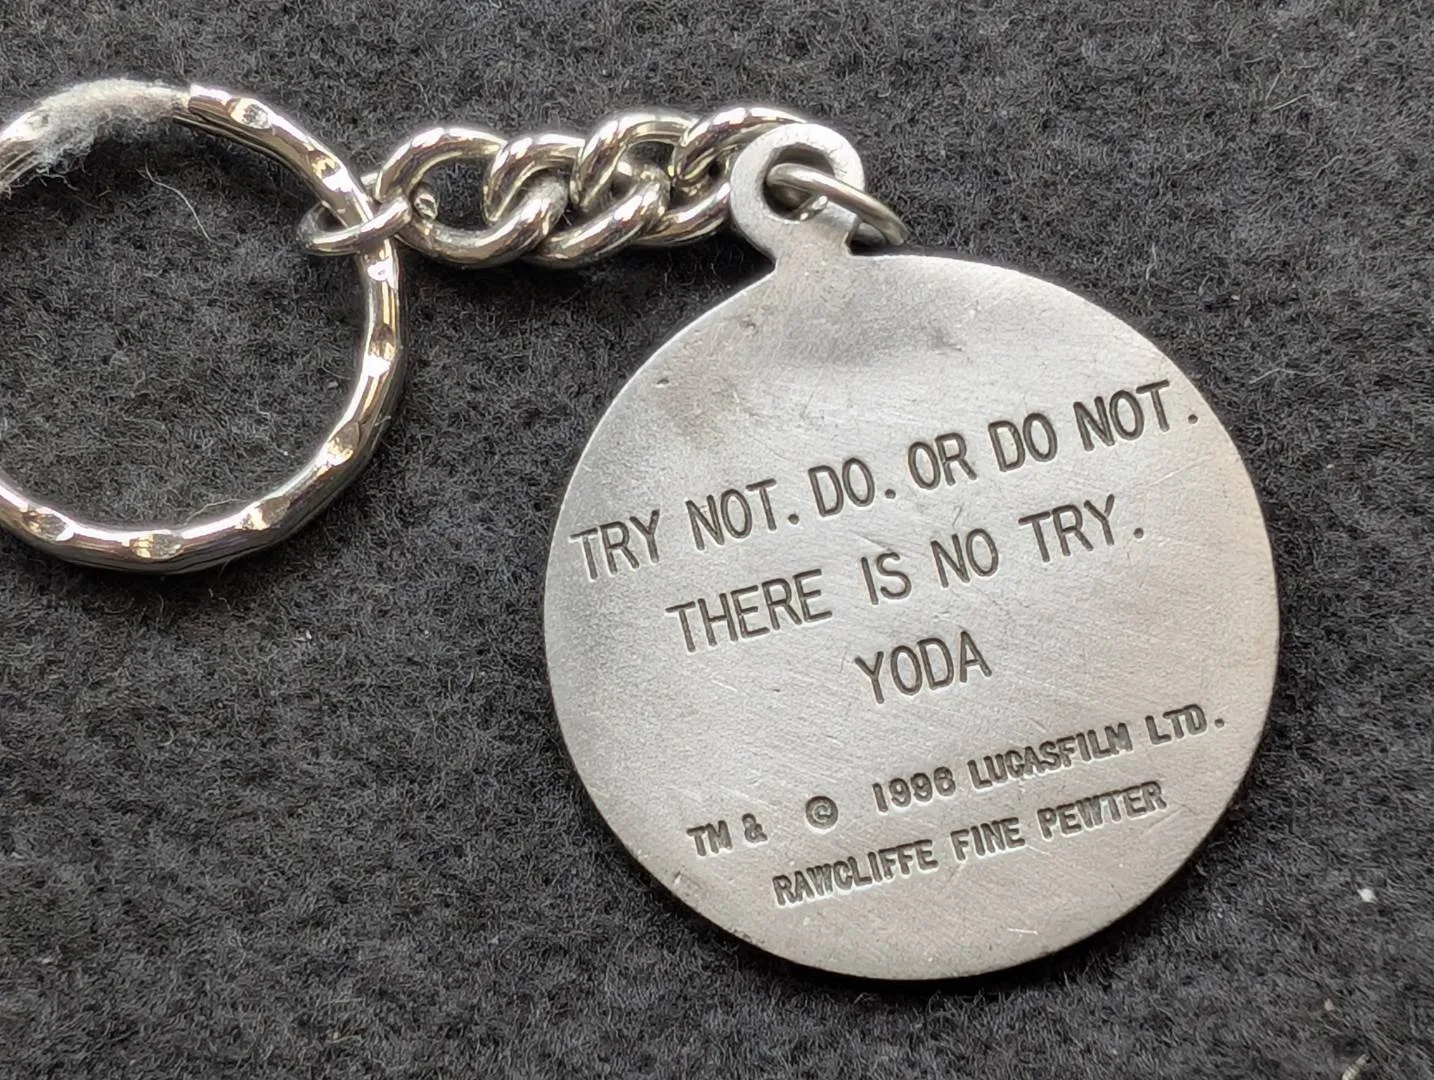 TRY NOT. DO. OR DO NOT.
THERE IS NO TRY.
YODA
TM & © 1996 LUCASFILM LTD.
RAWCLIFFE FINE PEWTER